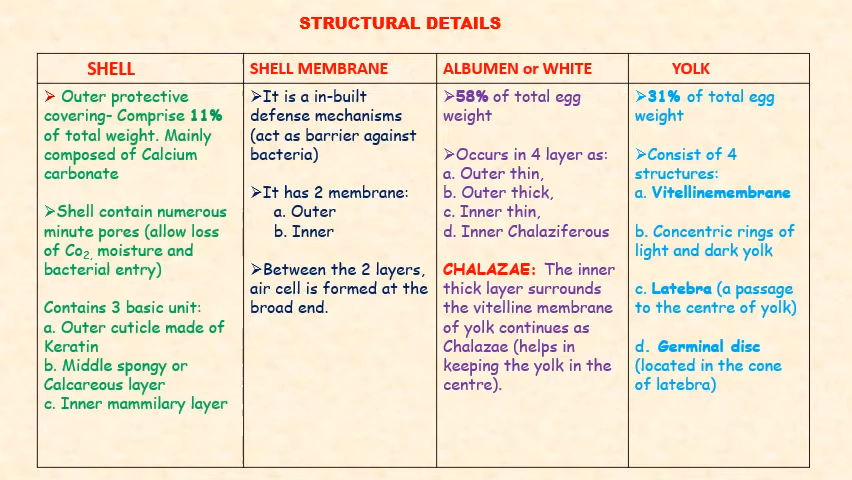 STRUCTURAL DETAILS
SHELL
➢ Outer protective
covering- Comprise 11%
of total weight. Mainly
composed of Calcium
carbonate
➢Shell contain numerous
minute pores (allow loss
of Co2, moisture and
bacterial entry)
Contains 3 basic unit:
a. Outer cuticle made of
Keratin
b. Middle spongy or
Calcareous layer
c. Inner mammilary layer
SHELL MEMBRANE
➢It is a in-built
defense mechanisms
(act as barrier against
bacteria)
➢It has 2 membrane:
a. Outer
b. Inner
➢Between the 2 layers,
air cell is formed at the
broad end.
ALBUMEN or WHITE
➢58% of total egg
weight
➢Occurs in 4 layer as:
a. Outer thin,
b. Outer thick,
c. Inner thin,
d. Inner Chalaziferous
CHALAZAE: The inner
thick layer surrounds
the vitelline membrane
of yolk continues as
Chalazae (helps in
keeping the yolk in the
centre).
YOLK
➢31% of total egg
weight
➢Consist of 4
structures:
a. Vitellinemembrane
b. Concentric rings of
light and dark yolk
c. Latebra (a passage
to the centre of yolk)
d. Germinal disc
(located in the cone
of latebra)